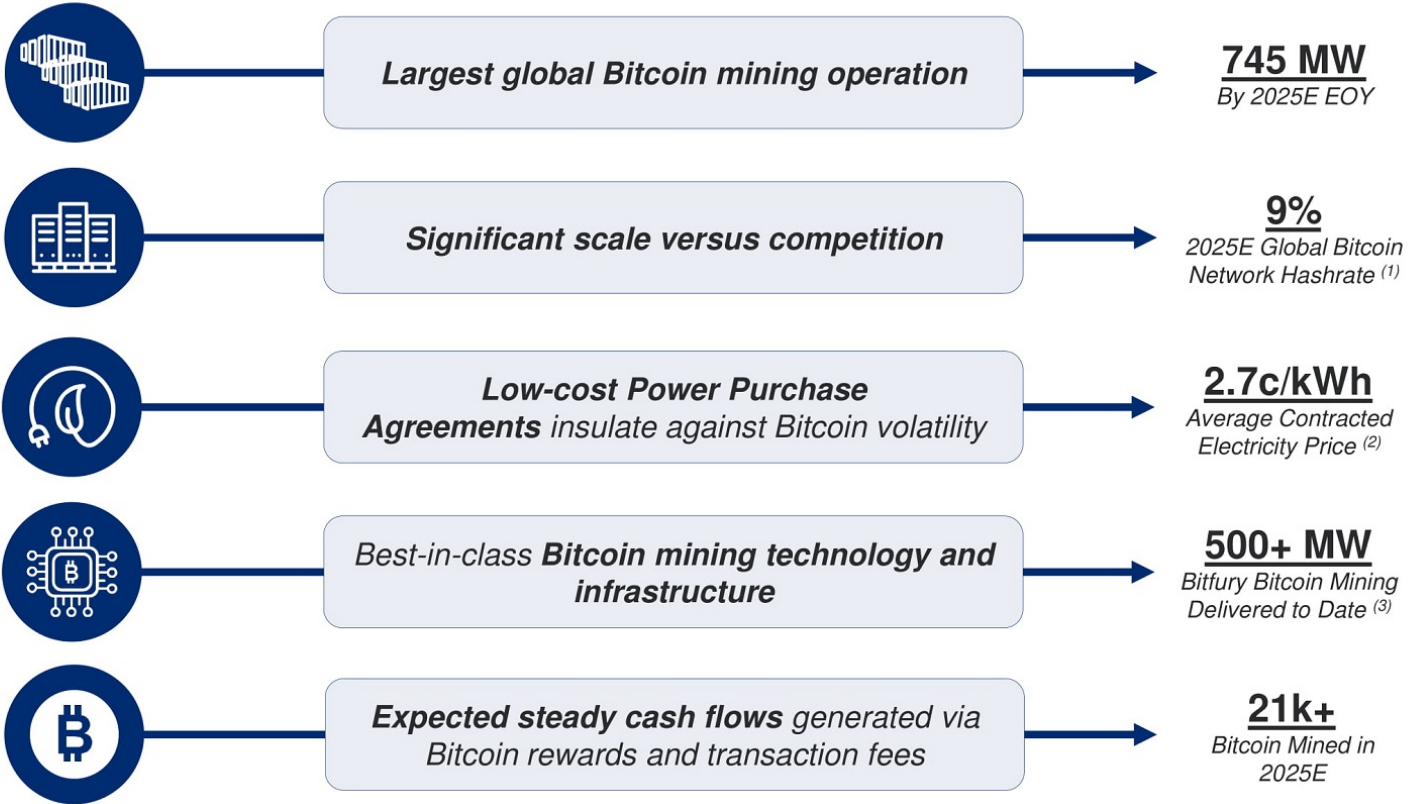 Largest global Bitcoin mining operation
745 MW
By 2025E EOY
Significant scale versus competition
9%
2025E Global Bitcoin
Network Hashrate (1)
Low-cost Power Purchase
Agreements insulate against Bitcoin volatility
2.7c/kWh
Average Contracted
Electricity Price (2)
Best-in-class Bitcoin mining technology and
infrastructure
500+ MW
Bitfury Bitcoin Mining
Delivered to Date (3)
Expected steady cash flows generated via
Bitcoin rewards and transaction fees
21k+
Bitcoin Mined in
2025E